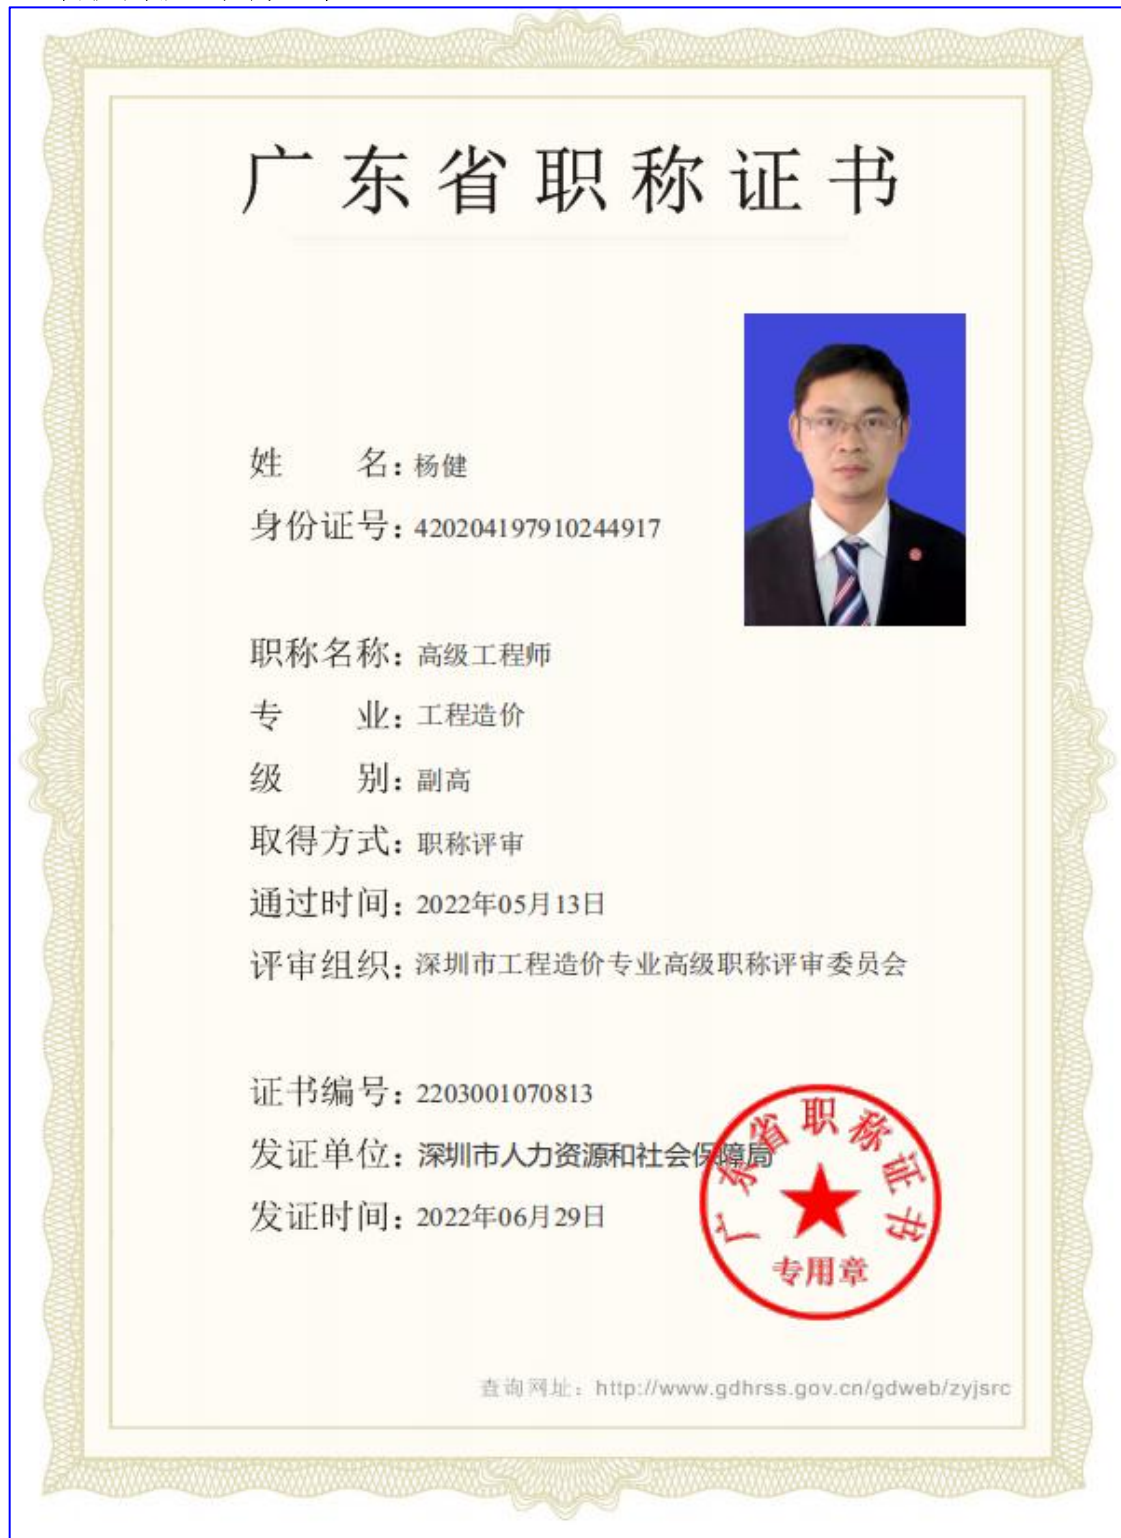 广东省职称证书
姓 名：杨健
身份证号：420204197910244917
职称名称：高级工程师
专 业：工程造价
级 别：副高
取得方式：职称评审
通过时间：2022年05月13日
评审组织：深圳市工程造价专业高级职称评审委员会
证书编号：2203001070813
发证单位：深圳市人力资源和社会保障局
发证时间：2022年06月29日
广东省职称证书
专用章
查询网址：http://www.gdhrss.gov.cn/gdweb/zyjsrc